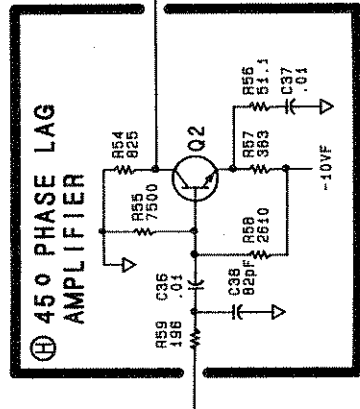 Ⓗ 45° PHASE LAG
AMPLIFIER
R54
825
R55
7500
Q2
R56
51.1
C37
.01
R57
383
-10VF
R58
2610
C36
.01
C38
82pF
R59
196